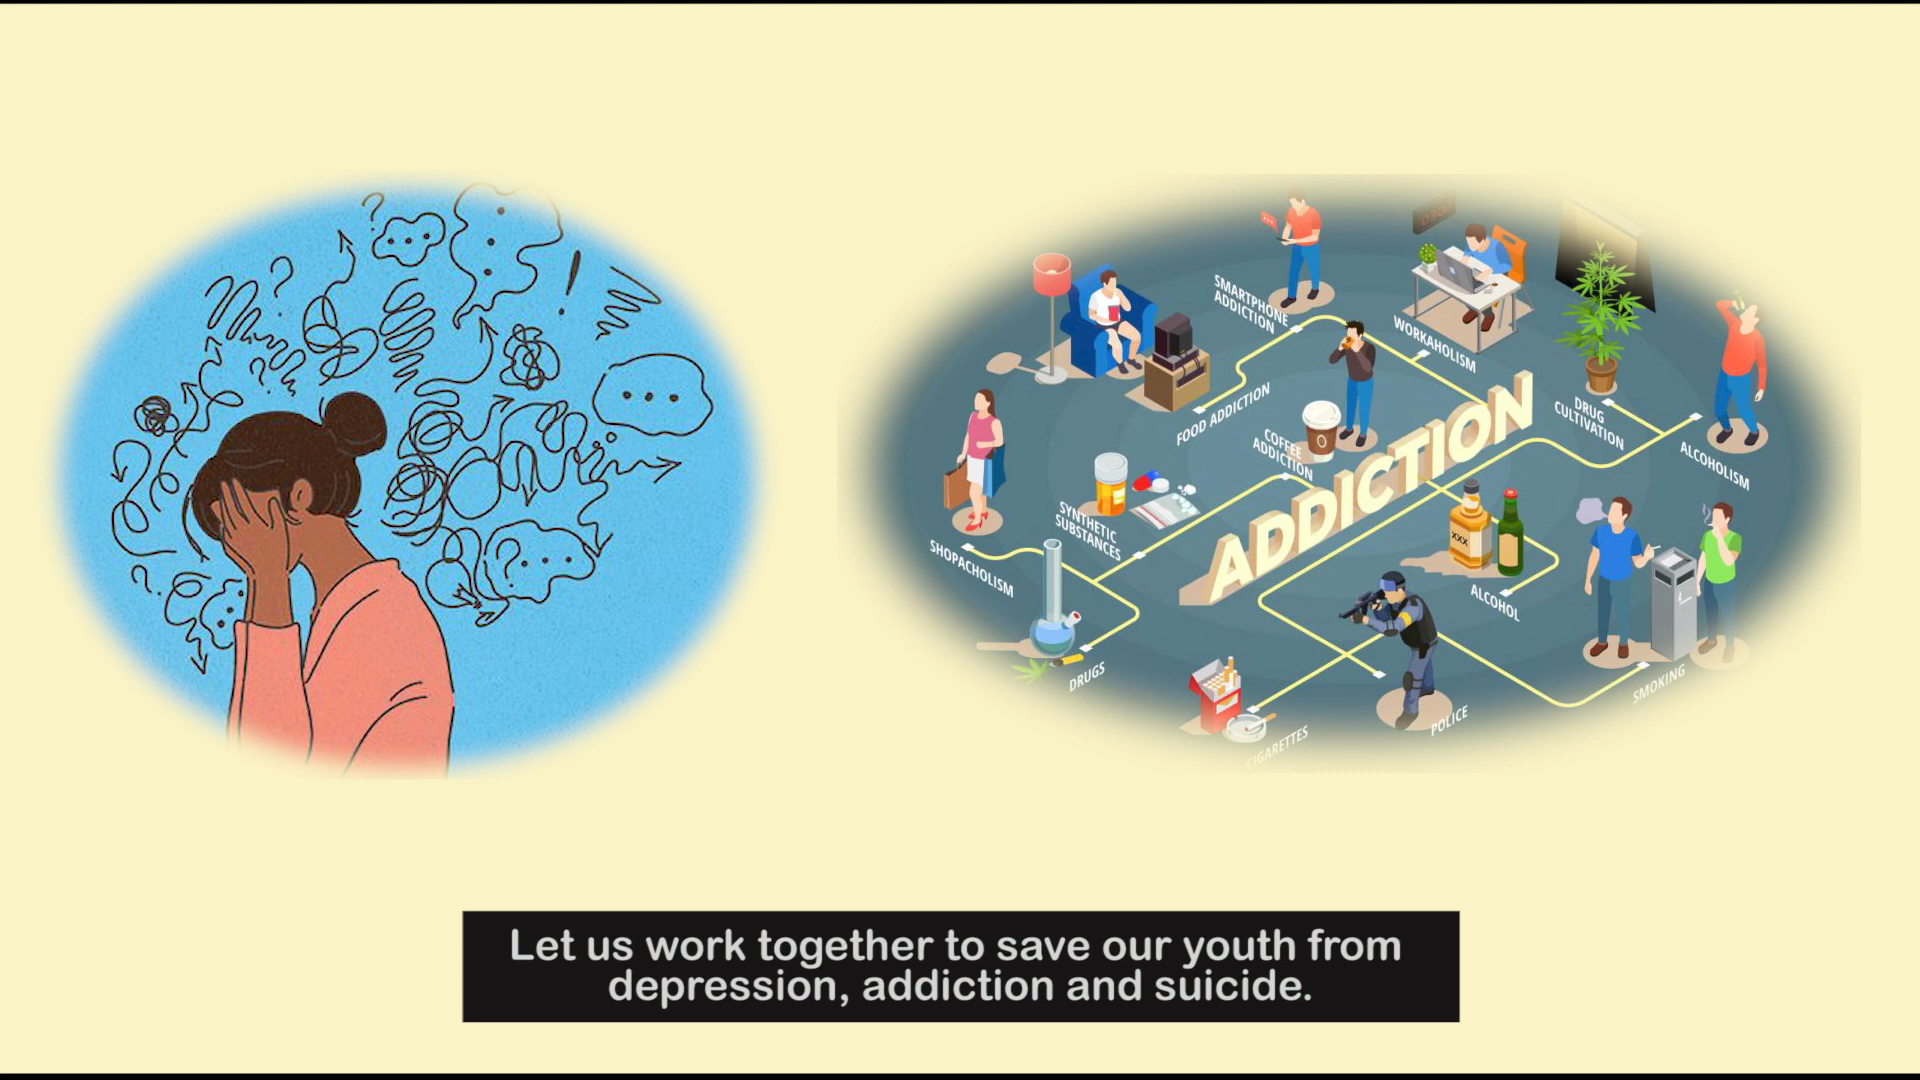 SMARTPHONE
ADDICTION
WORKAHOLISM
FOOD ADDICTION
COFFEE
ADDICTION
DRUG
CULTIVATION
ALCOHOLISM
ADDICTION
SYNTHETIC
SUBSTANCES
SHOPACHOLISM
XXX
ALCOHOL
DRUGS
SMOKING
POLICE
CIGARETTES
Let us work together to save our youth from
depression, addiction and suicide.